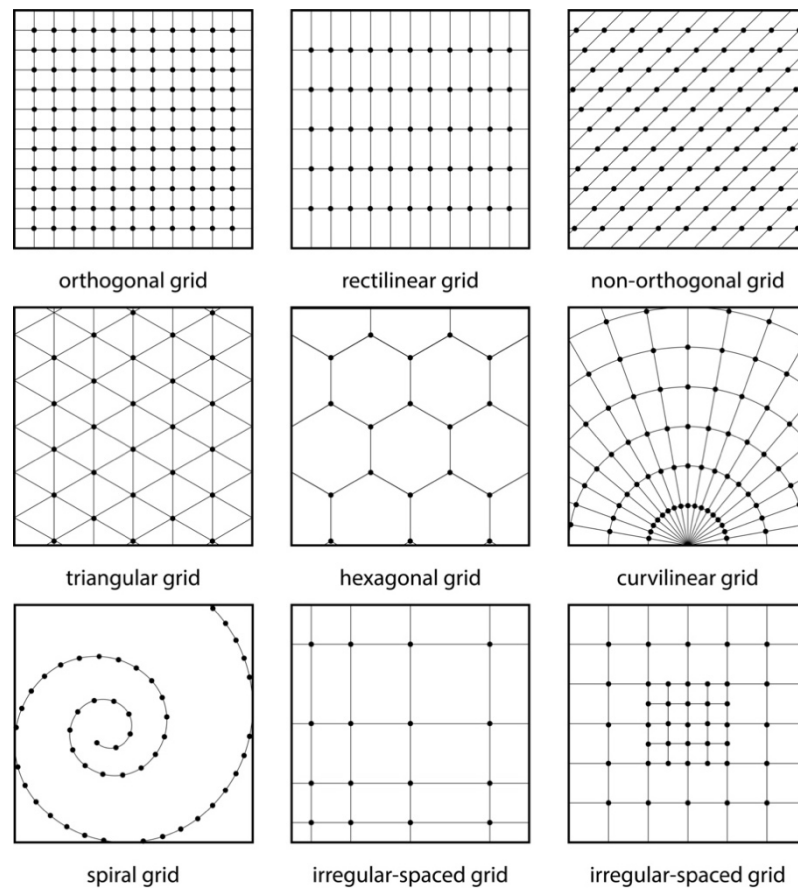 orthogonal grid
rectilinear grid
non-orthogonal grid
triangular grid
hexagonal grid
curvilinear grid
spiral grid
irregular-spaced grid
irregular-spaced grid